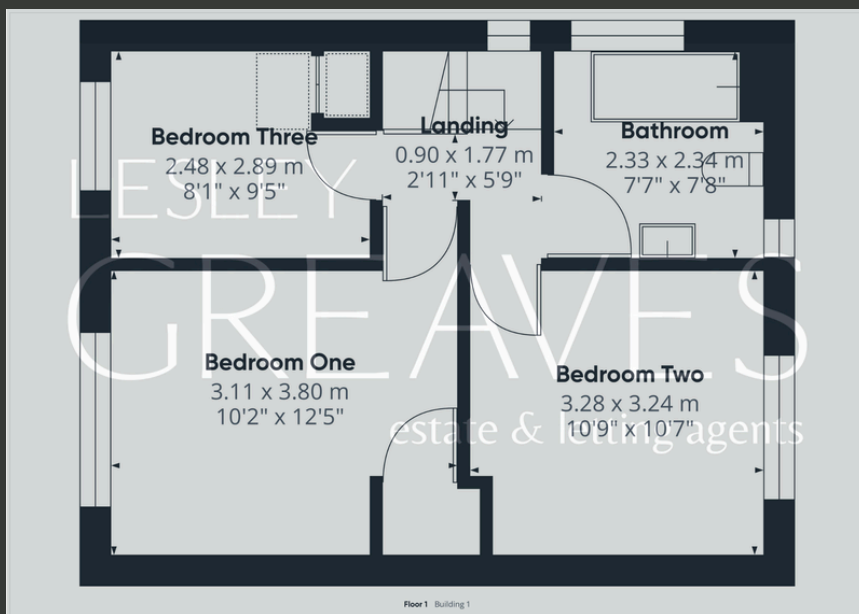 Bedroom Three
2.48 x 2.89 m
8'1" x 9'5"
Landing
0.90 x 1.77 m
2'11" x 5'9"
Bathroom
2.33 x 2.34 m
7'7" x 7'8"
LESLEY
GREAVES
estate & letting agents
Bedroom One
3.11 x 3.80 m
10'2" x 12'5"
Bedroom Two
3.28 x 3.24 m
10'9" x 10'7"
Floor 1 Building 1